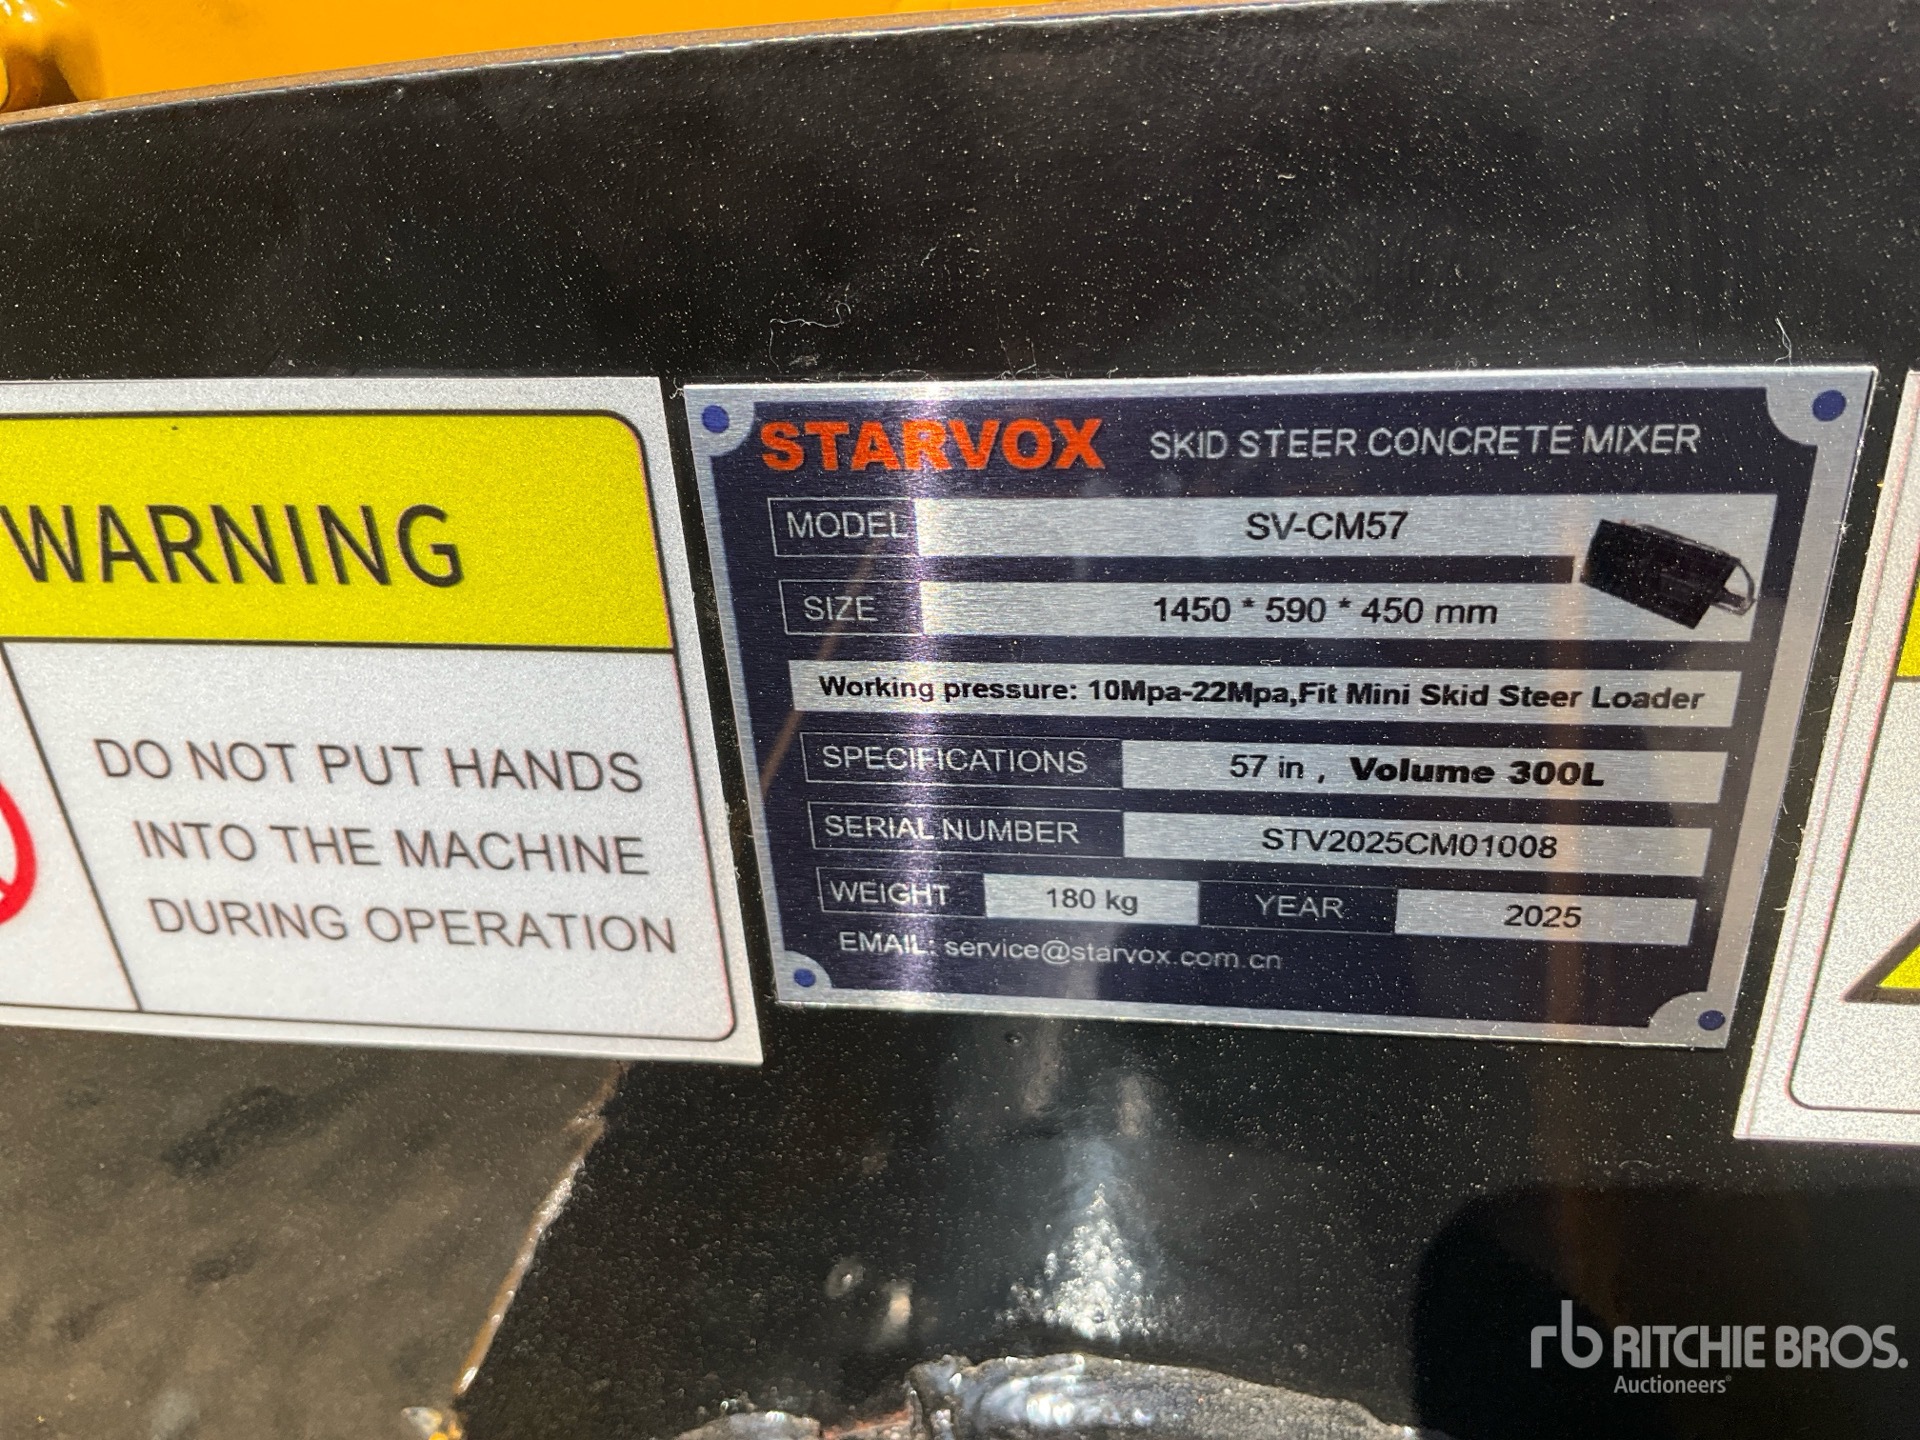 WARNING
DO NOT PUT HANDS
INTO THE MACHINE
DURING OPERATION
STARVOX SKID STEER CONCRETE MIXER
MODEL SV-CM57
SIZE 1450 * 590 * 450 mm
Working pressure: 10Mpa-22Mpa,Fit Mini Skid Steer Loader
SPECIFICATIONS 57 in , Volume 300L
SERIAL NUMBER STV2025CM01008
WEIGHT 180 kg YEAR 2025
EMAIL: service@starvox.com.cn
rb RITCHIE BROS.
Auctioneers